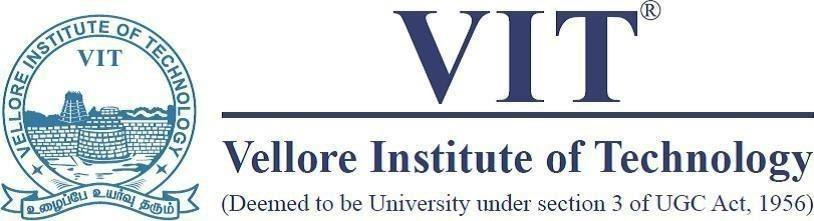 VELLORE INSTITUTE OF TECHNOLOGY
VIT
உழைப்பே உயர்வு தரும்
VIT®
Vellore Institute of Technology
(Deemed to be University under section 3 of UGC Act, 1956)